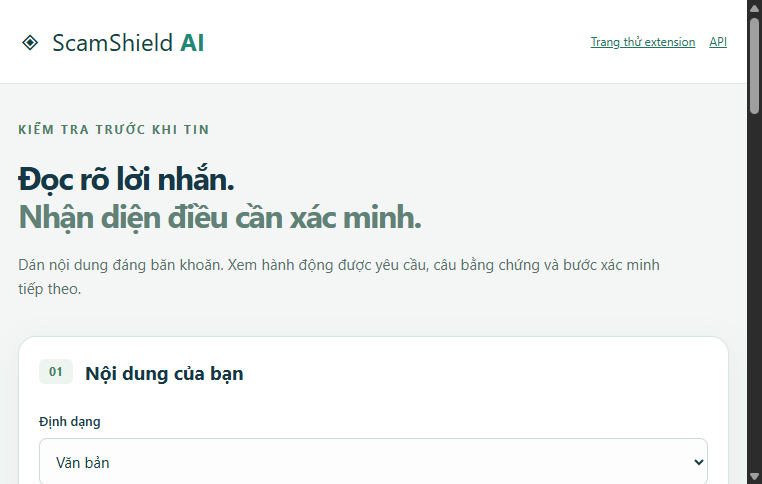 ScamShield AI
Trang thử extension API
KIỂM TRA TRƯỚC KHI TIN
Đọc rõ lời nhắn.
Nhận diện điều cần xác minh.
Dán nội dung đáng băn khoăn. Xem hành động được yêu cầu, câu bằng chứng và bước xác minh
tiếp theo.
01 Nội dung của bạn
Định dạng
Văn bản